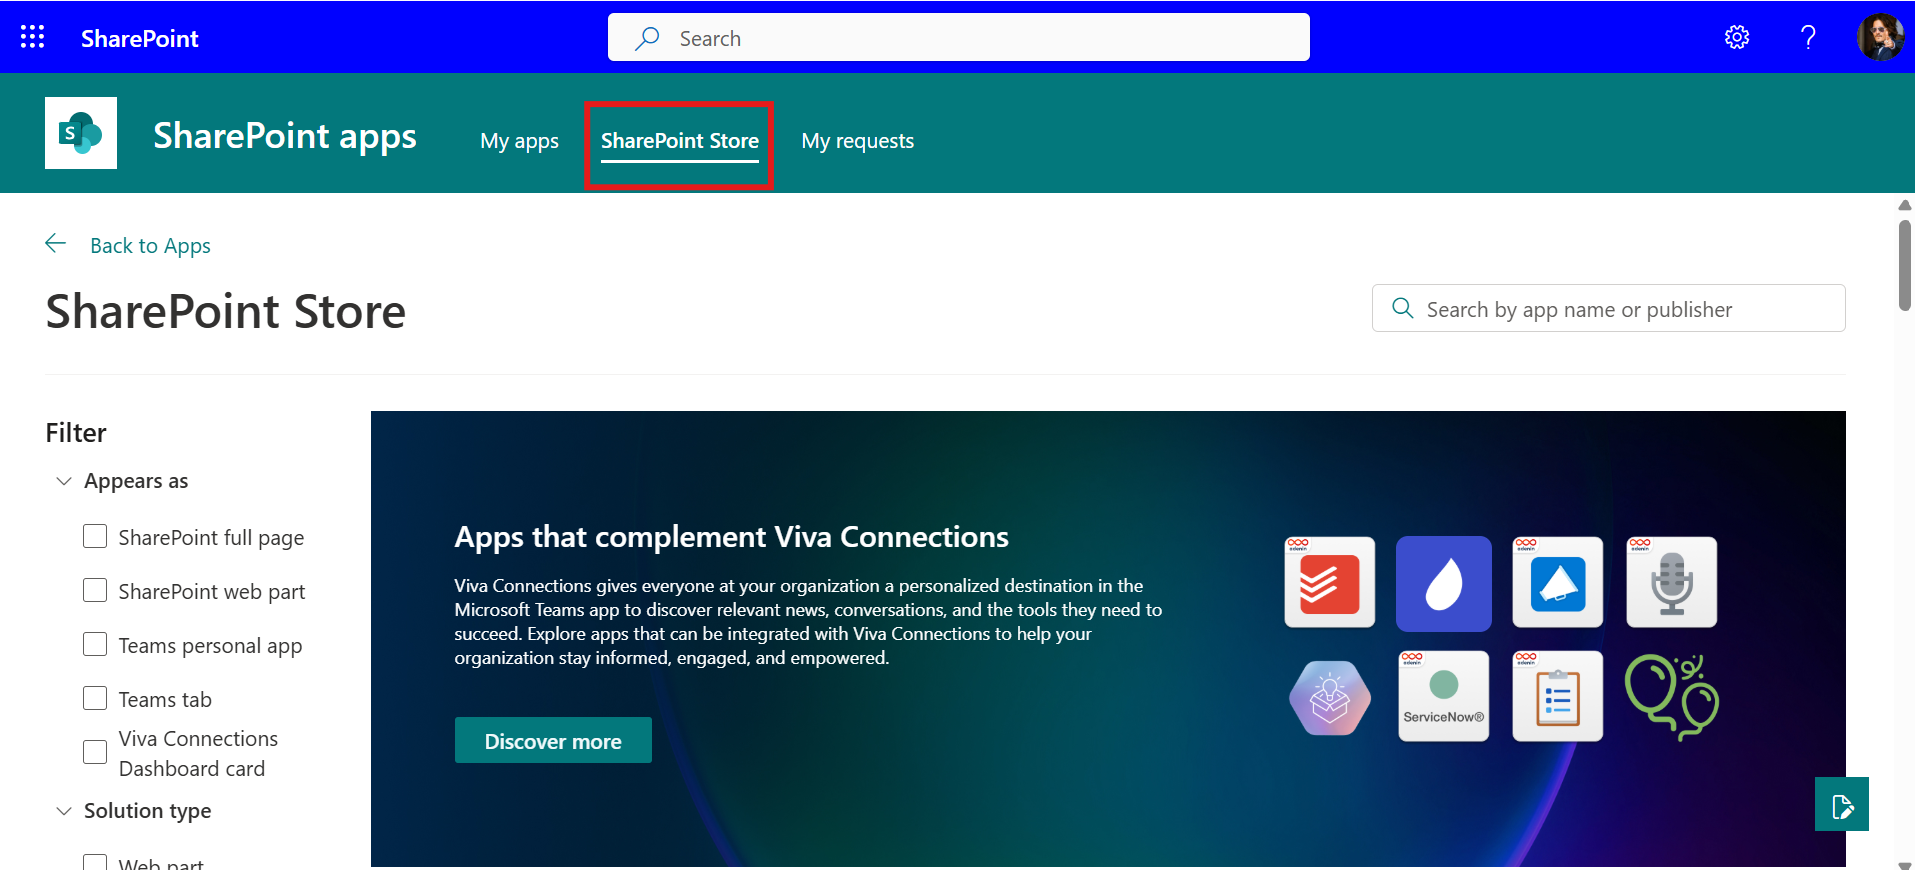 SharePoint
Search
?
S
SharePoint apps
My apps
SharePoint Store
My requests
Back to Apps
SharePoint Store
Search by app name or publisher
Filter
Appears as
SharePoint full page
SharePoint web part
Teams personal app
Teams tab
Viva Connections
Dashboard card
Solution type
Web part
Apps that complement Viva Connections
Viva Connections gives everyone at your organization a personalized destination in the
Microsoft Teams app to discover relevant news, conversations, and the tools they need to
succeed. Explore apps that can be integrated with Viva Connections to help your
organization stay informed, engaged, and empowered.
Discover more
adenin
adenin
adenin
adenin
ServiceNow®
adenin